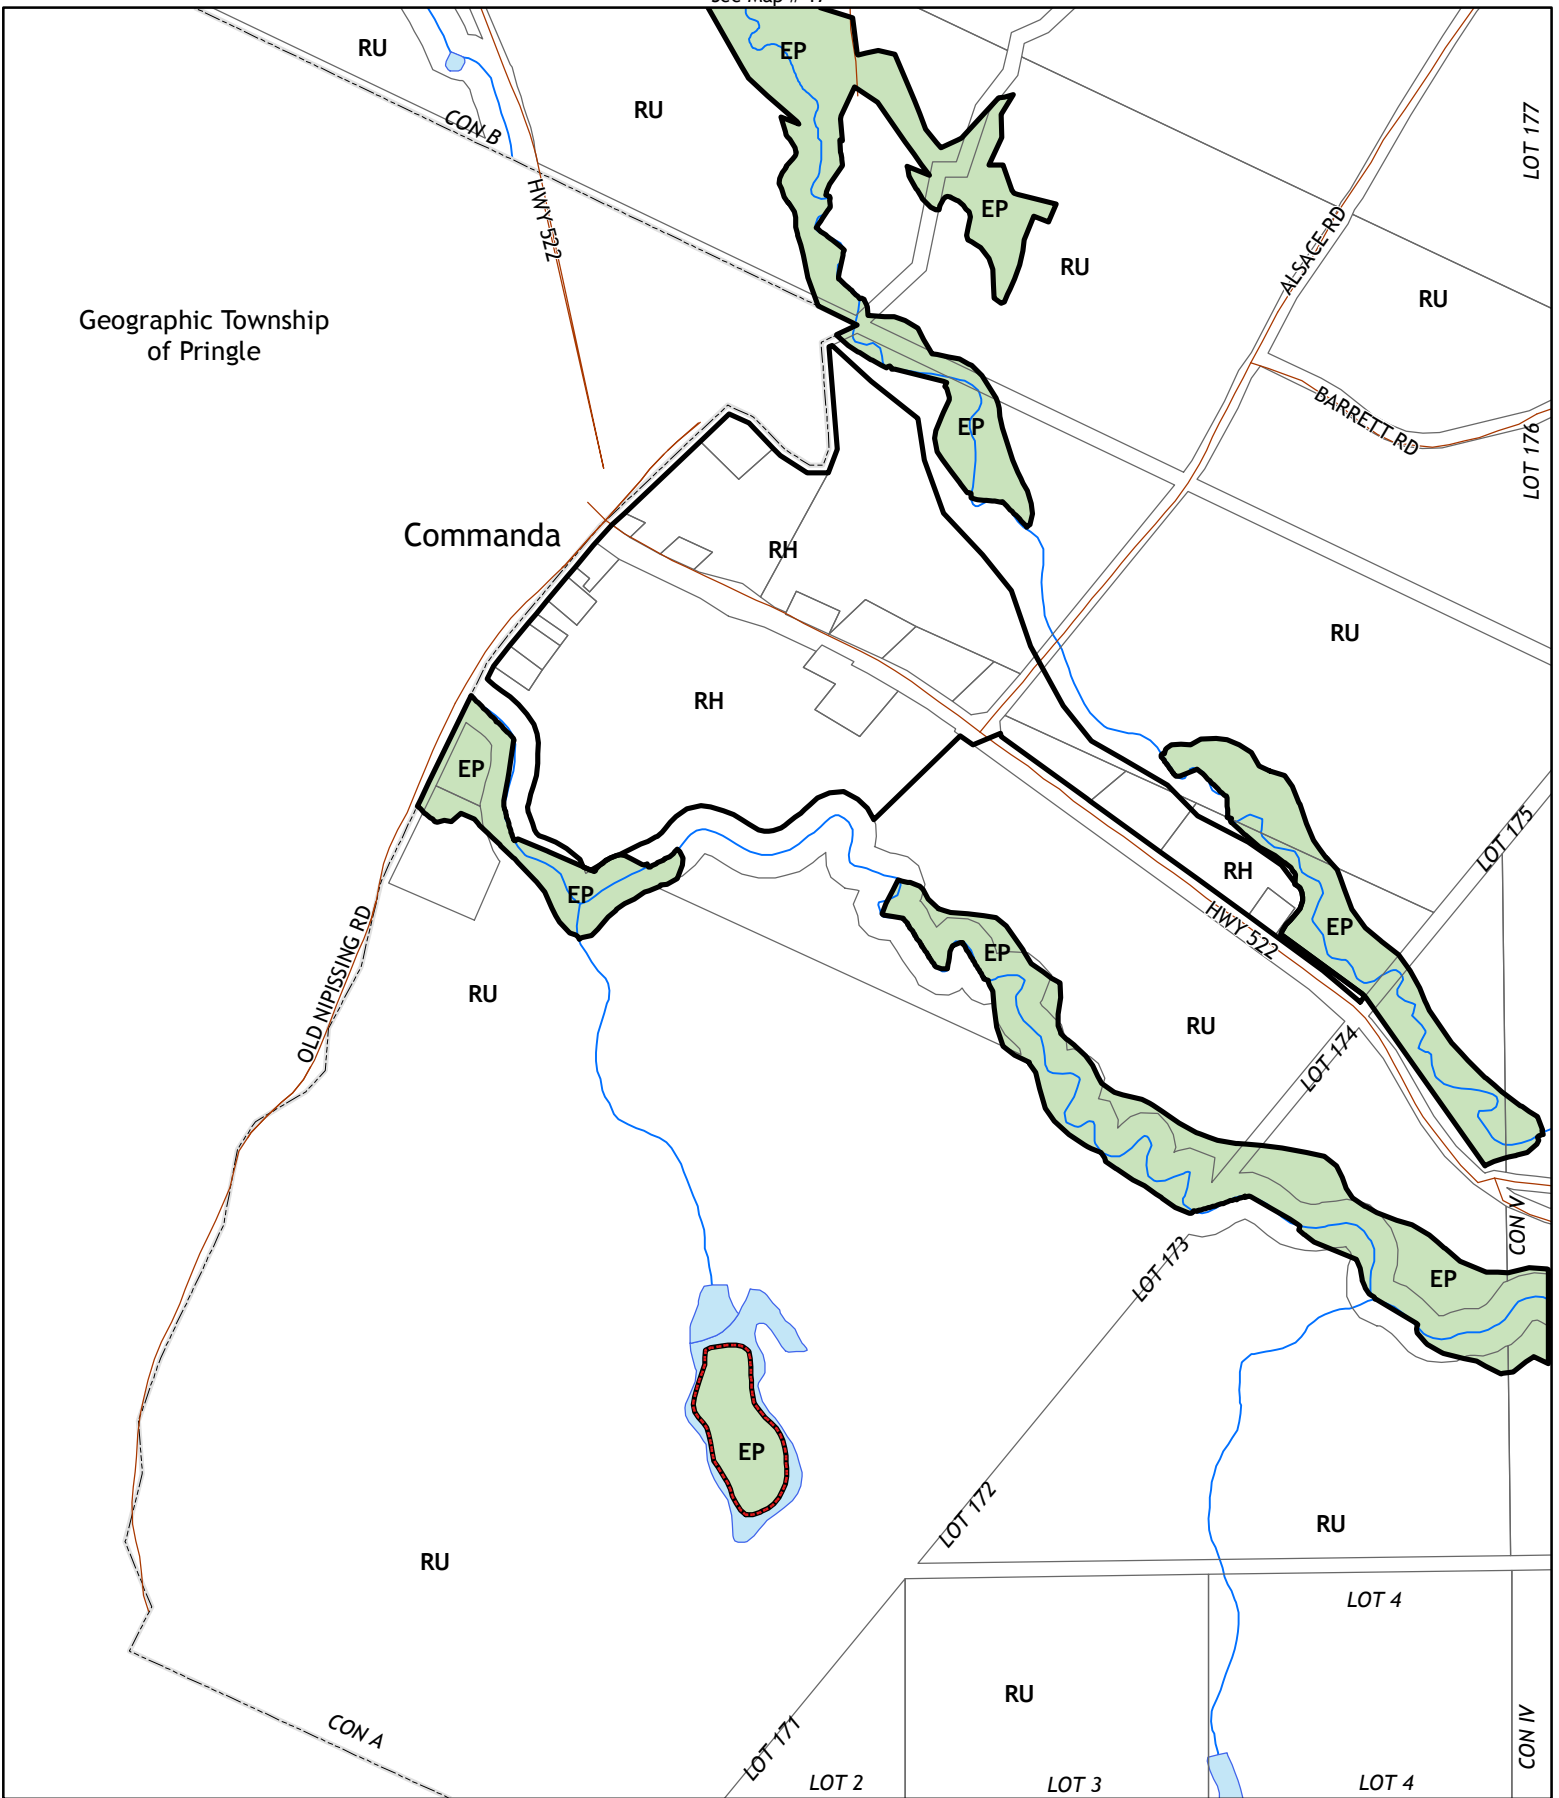 See Map # 47
RU
EP
CON B
RU
LOT 177
HWY 522
EP
ALSACE RD
RU
RU
Geographic Township
of Pringle
BARRETT RD
EP
LOT 176
Commanda
RH
RU
RH
EP
LOT 175
RH
EP
EP
HWY 522
EP
OLD NIPISSING RD
RU
RU
LOT 174
CON V
LOT 173
EP
EP
LOT 172
RU
RU
LOT 4
RU
CON A
LOT 171
CON IV
LOT 2
LOT 3
LOT 4